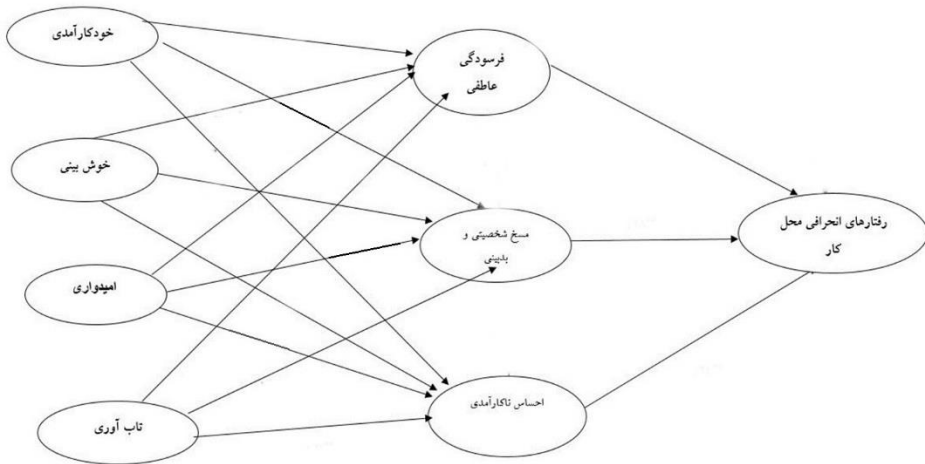 خودکارآمدی
خوش بینی
امیدواری
تاب آوری
فرسودگی
عاطفی
مسخ شخصیتی و
بدبینی
احساس ناکارآمدی
رفتارهای انحرافی محل
کار